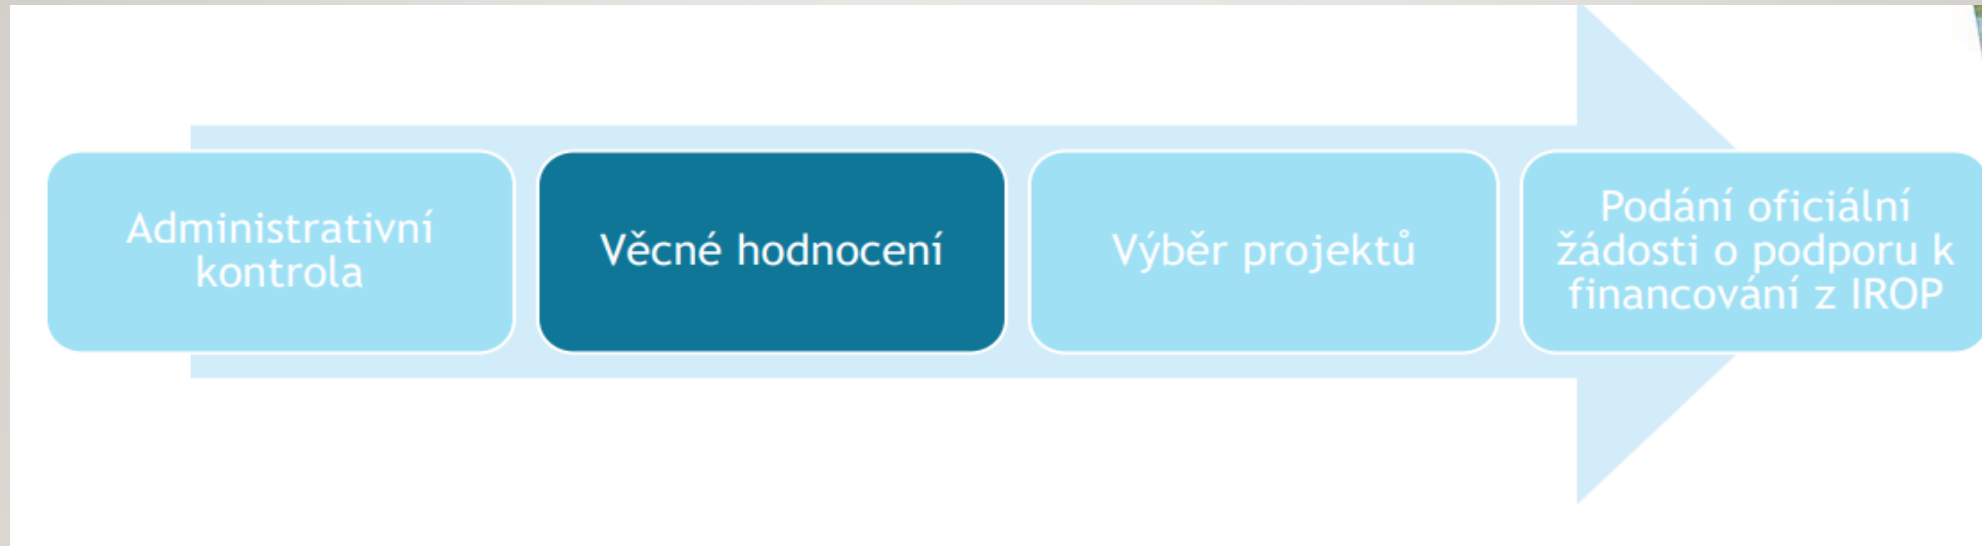 Administrativní
kontrola
Věcné hodnocení
Výběr projektů
Podání oficiální
žádosti o podporu k
financování z IROP